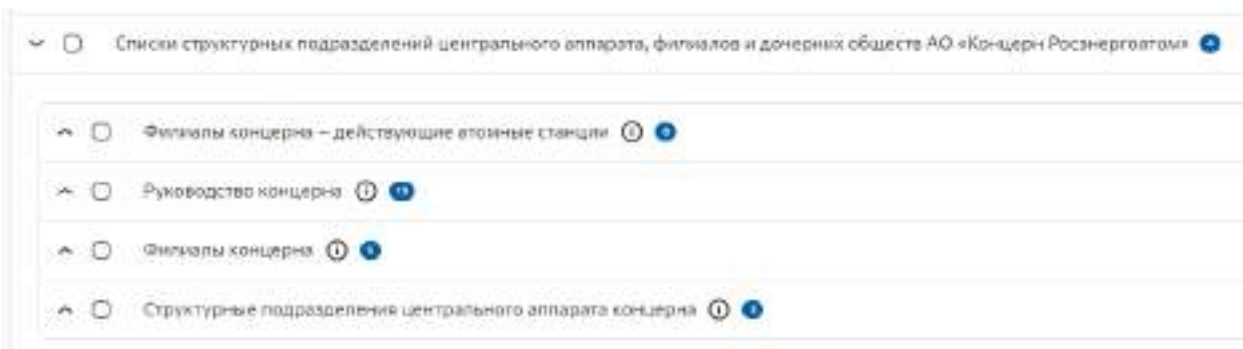 Списки структурных подразделений центрального аппарата, филиалов и дочерних обществ АО «Концерн Росэнергоатом» 4
Филиалы концерна – действующие атомные станции
Руководство концерна
Филиалы концерна
Структурные подразделения центрального аппарата концерна